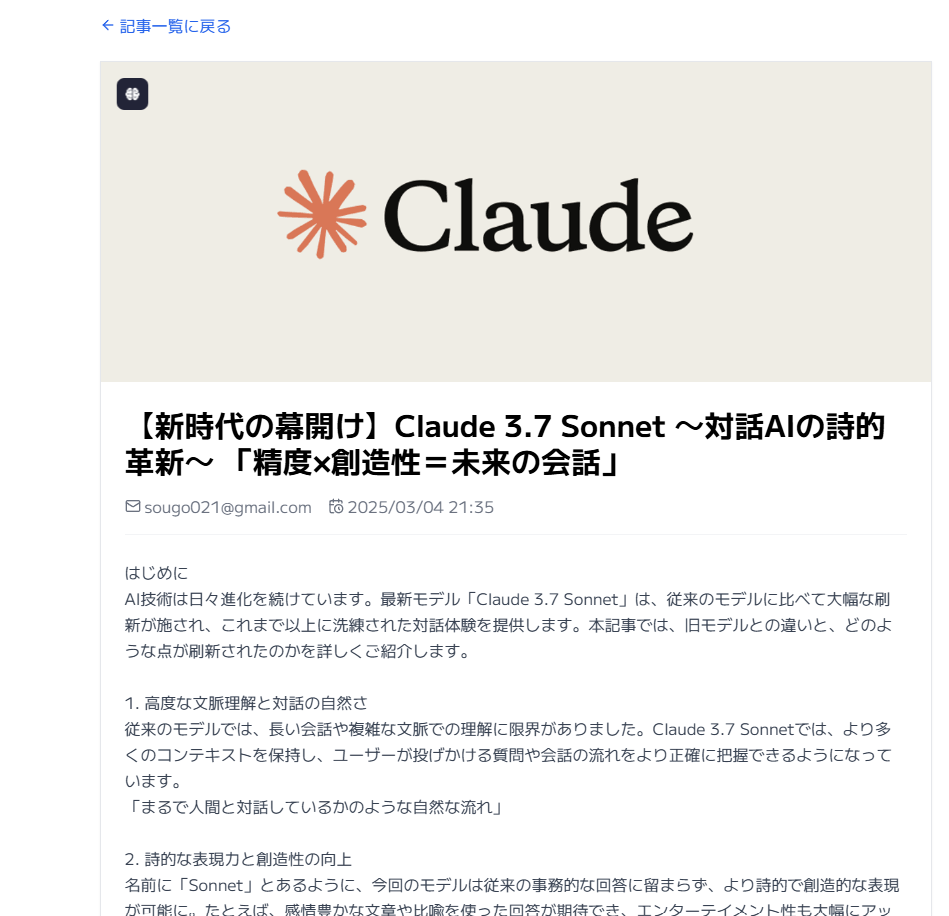 ← 記事一覧に戻る
Claude
【新時代の幕開け】Claude 3.7 Sonnet ～対話AIの詩的
革新～ 「精度×創造性＝未来の会話」
sougo021@gmail.com 2025/03/04 21:35
はじめに
AI技術は日々進化を続けています。最新モデル「Claude 3.7 Sonnet」は、従来のモデルに比べて大幅な刷
新が施され、これまで以上に洗練された対話体験を提供します。本記事では、旧モデルとの違いと、どのよ
うな点が刷新されたのかを詳しくご紹介します。
1. 高度な文脈理解と対話の自然さ
従来のモデルでは、長い会話や複雑な文脈での理解に限界がありました。Claude 3.7 Sonnetでは、より多
くのコンテキストを保持し、ユーザーが投げかける質問や会話の流れをより正確に把握できるようになって
います。
「まるで人間と対話しているかのような自然な流れ」
2. 詩的な表現力と創造性の向上
名前に「Sonnet」とあるように、今回のモデルは従来の事務的な回答に留まらず、より詩的で創造的な表現
が可能に。たとえば、感情豊かな文章や比喩を使った回答が期待でき、エンターテイメント性も大幅にアッ